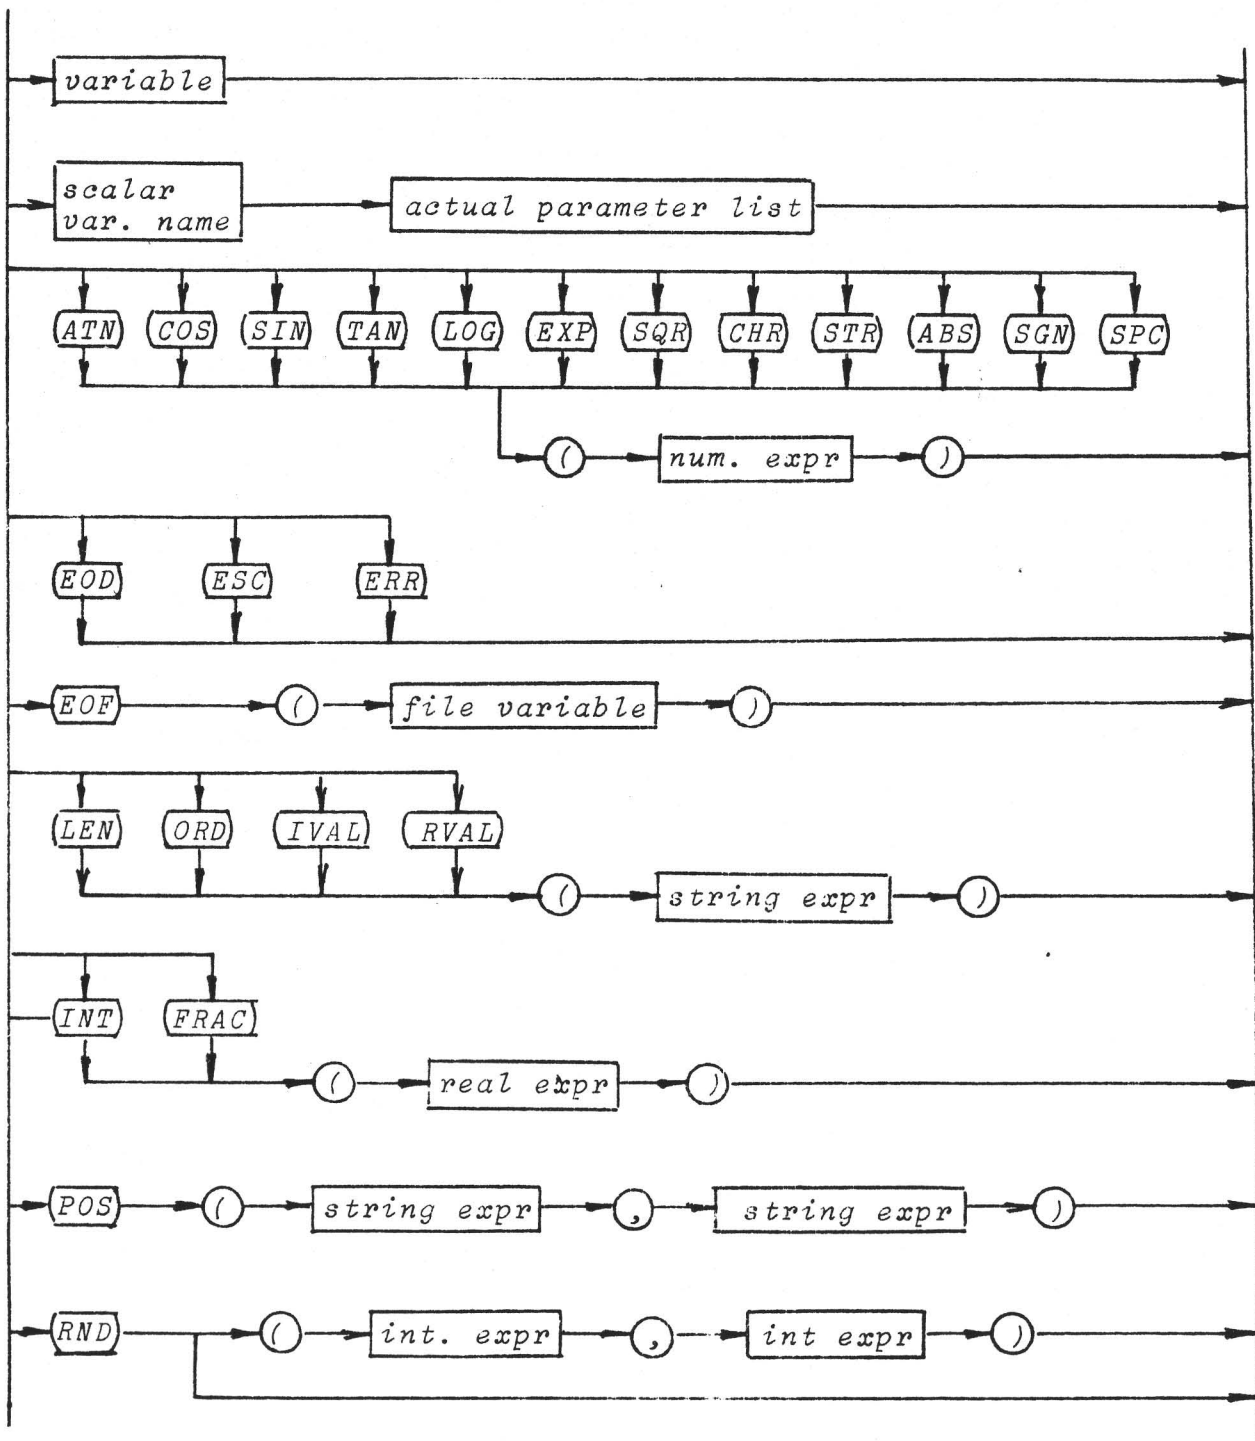 variable
scalar
var. name
actual parameter list
ATN COS SIN TAN LOG EXP SQR CHR STR ABS SGN SPC
( num. expr )
EOD ESC ERR
EOF ( file variable )
LEN ORD IVAL RVAL
( string expr )
INT FRAC
( real expr )
POS ( string expr , string expr )
RND ( int. expr , int expr )